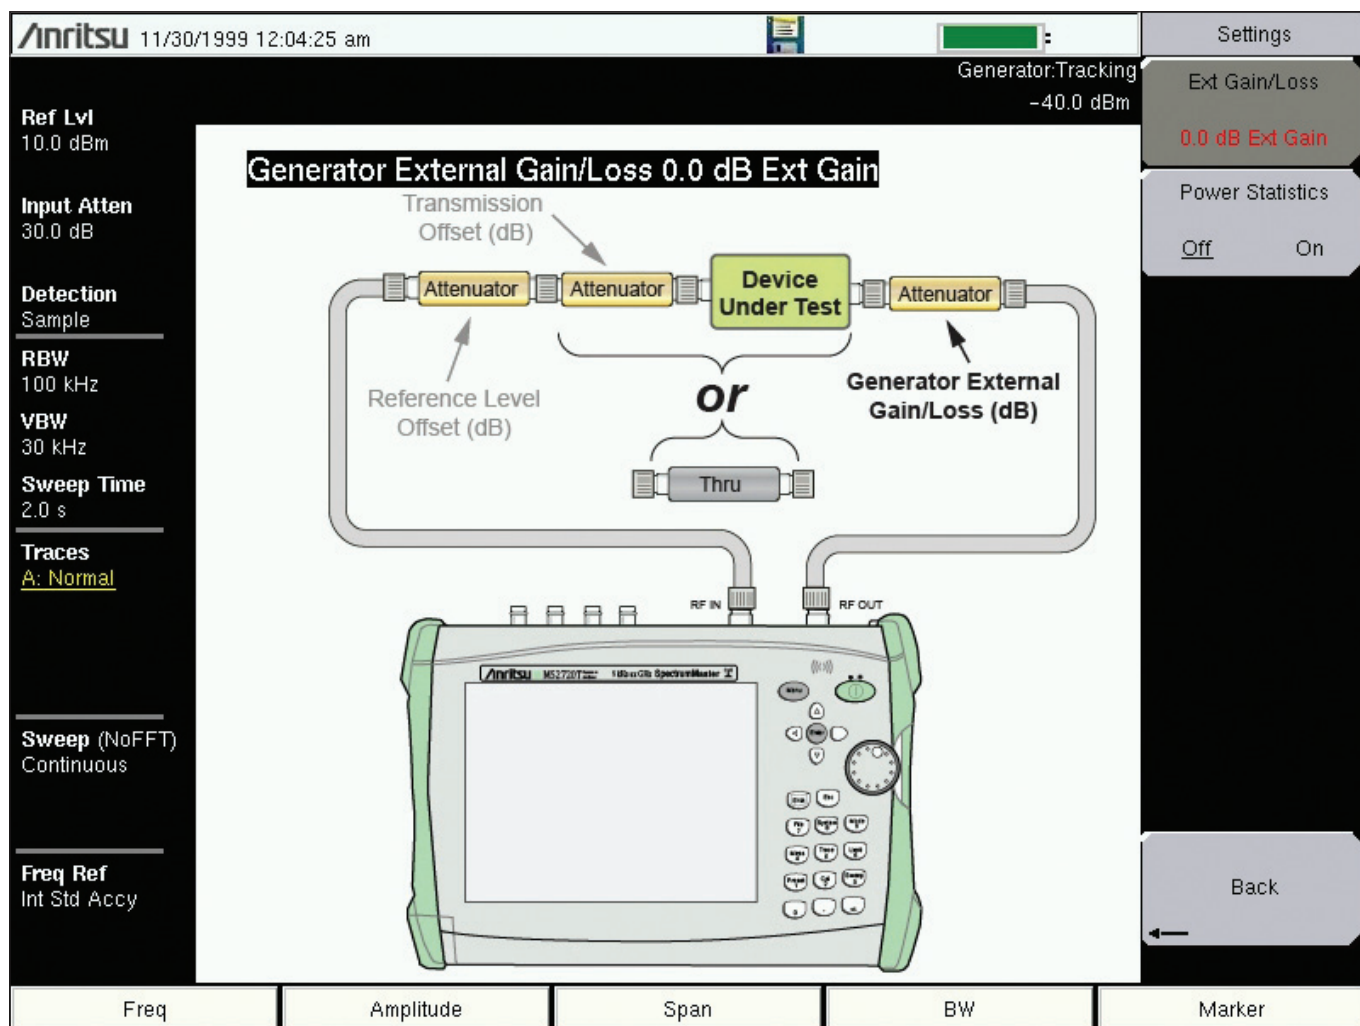 Anritsu 11/30/1999 12:04:25 am
Settings
Generator:Tracking
-40.0 dBm
Ext Gain/Loss
0.0 dB Ext Gain
Power Statistics
Off On
Back
Ref Lvl
10.0 dBm
Input Atten
30.0 dB
Detection
Sample
RBW
100 kHz
VBW
30 kHz
Sweep Time
2.0 s
Traces
A: Normal
Sweep (NoFFT)
Continuous
Freq Ref
Int Std Accy
Generator External Gain/Loss 0.0 dB Ext Gain
Transmission
Offset (dB)
Attenuator
Attenuator
Device
Under Test
Attenuator
Reference Level
Offset (dB)
or
Generator External
Gain/Loss (dB)
Thru
RF IN
RF OUT
Anritsu MS2720T SpectrumMaster
Menu
Enter
Esc
Freq
Amplitude
Span
BW
Marker